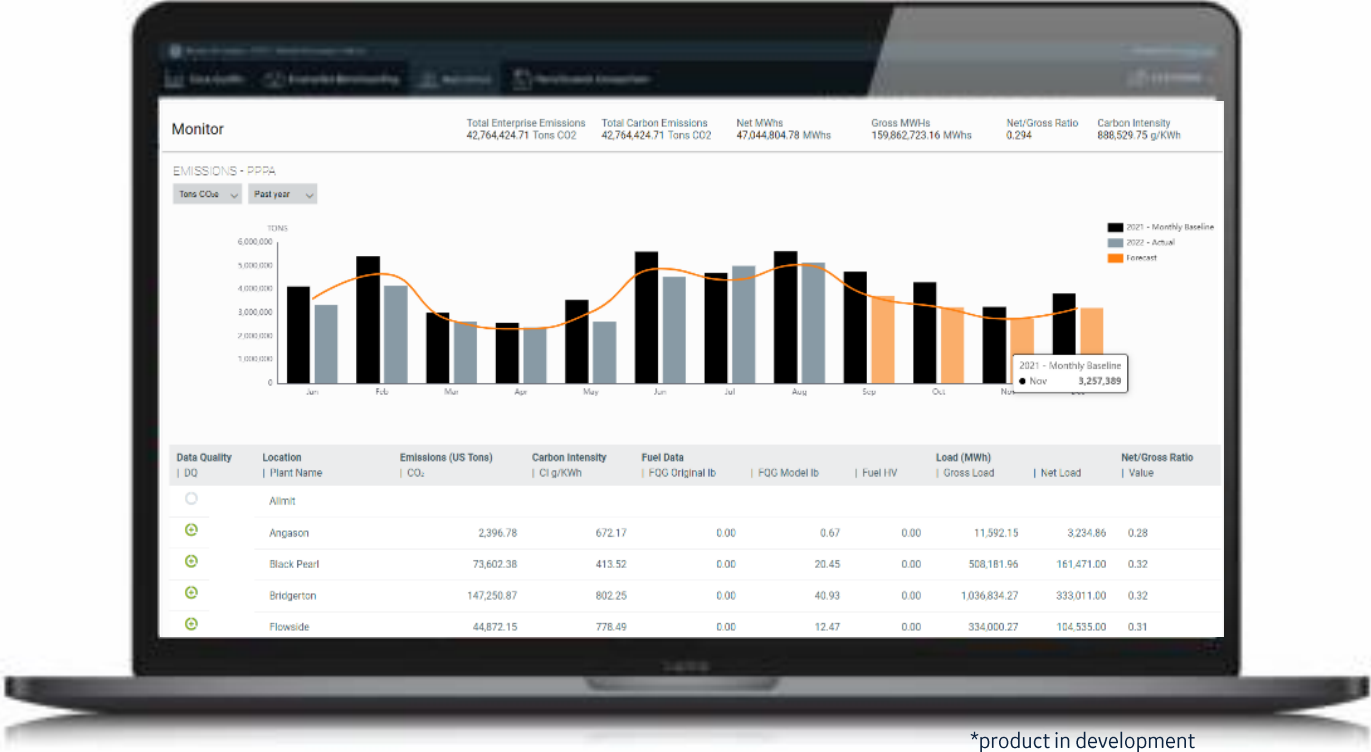 Monitor
Total Enterprise Emissions
42,764,424.71 Tons CO2
Total Carbon Emissions
42,764,424.71 Tons CO2
Net MWhs
47,044,804.78 MWhs
Gross MWHs
159,862,723.16 MWhs
Net/Gross Ratio
0.294
Carbon Intensity
888,529.75 g/KWh
EMISSIONS - PPPA
Tons CO₂e Past year
TONS
6,000,000
5,000,000
4,000,000
3,000,000
2,000,000
1,000,000
0
Jan Feb Mar Apr May Jun Jul Aug Sep Oct Nov Dec
2021 - Monthly Baseline
2022 - Actual
Forecast
2021 - Monthly Baseline
Nov 3,257,389
Data Quality Location Emissions (US Tons) Carbon Intensity Fuel Data Load (MWh) Net/Gross Ratio
| DQ | Plant Name | CO₂ | CI g/KWh | FQG Original lb | FQG Model lb | Fuel HV | Gross Load | Net Load | Value
Allmit
Angason 2,396.78 672.17 0.00 0.67 0.00 11,592.15 3,234.86 0.28
Black Pearl 73,602.38 413.52 0.00 20.45 0.00 508,181.96 161,471.00 0.32
Bridgerton 147,250.87 802.25 0.00 40.93 0.00 1,036,834.27 333,011.00 0.32
Flowside 44,872.15 778.49 0.00 12.47 0.00 334,000.27 104,535.00 0.31
*product in development